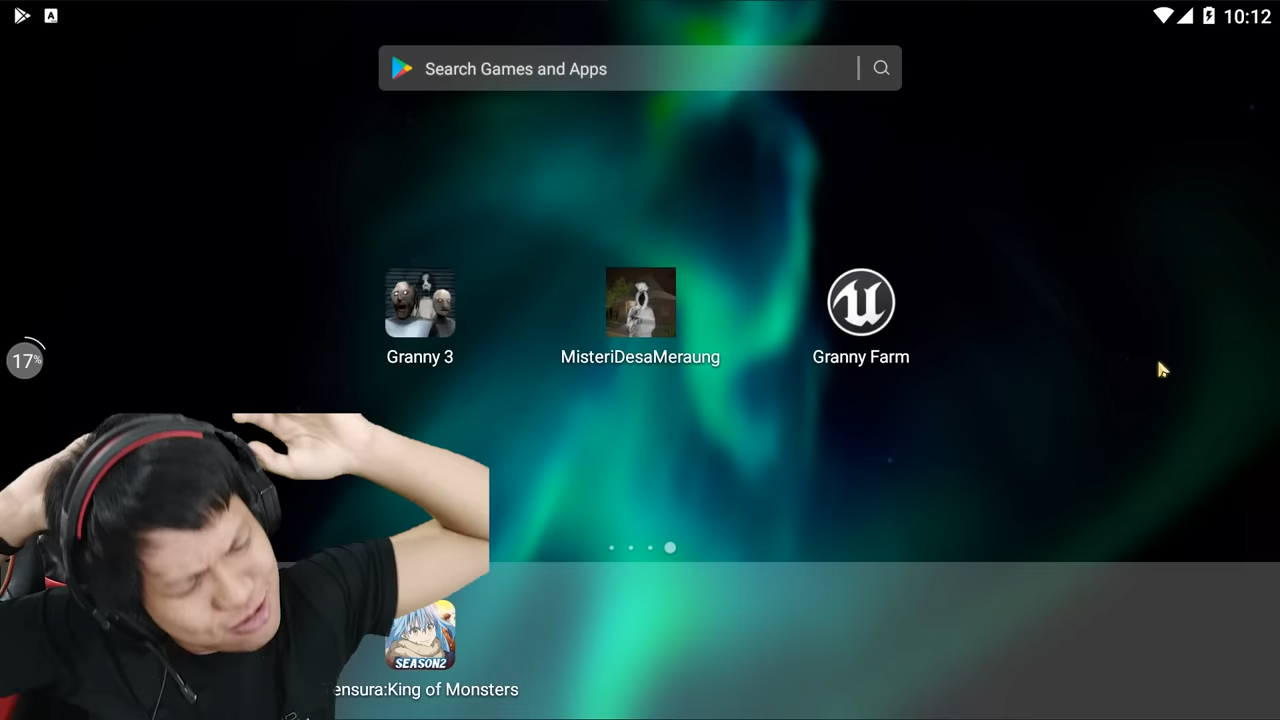 A
10:12
Search Games and Apps
Granny 3
MisteriDesaMeraung
Granny Farm
17%
SEASON2
ensura:King of Monsters